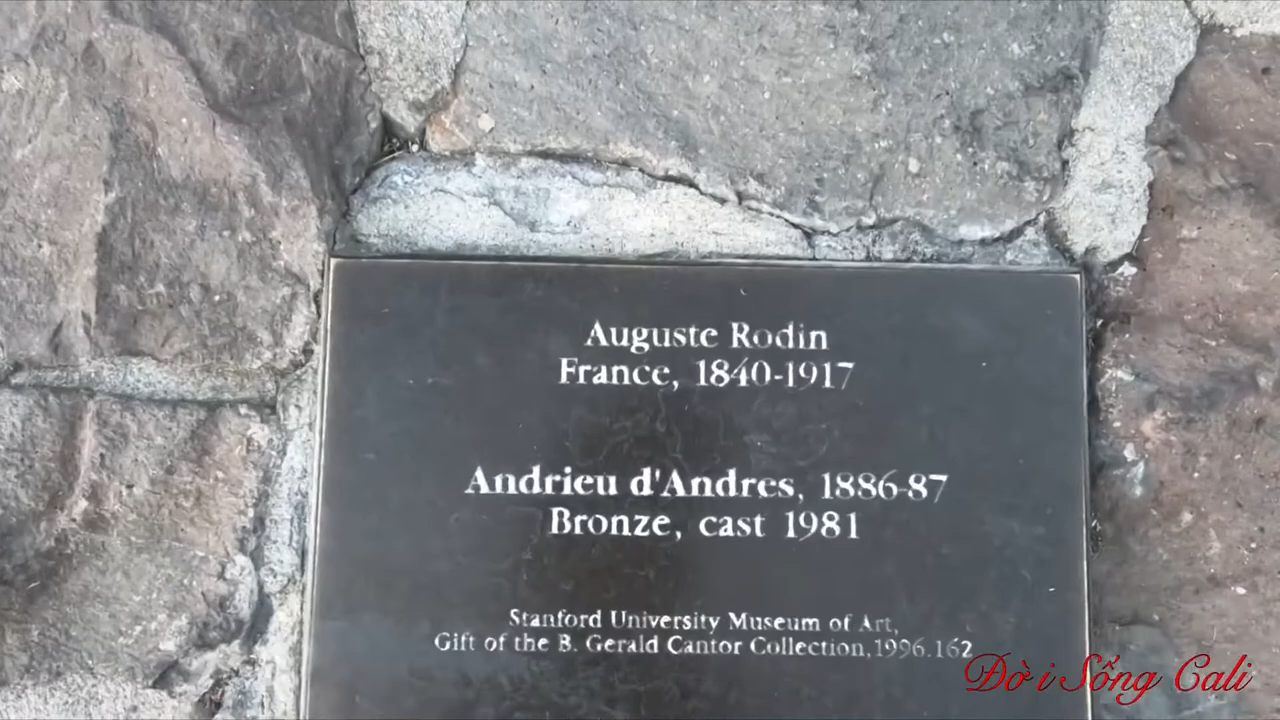 Auguste Rodin
France, 1840-1917
Andrieu d'Andres, 1886-87
Bronze, cast 1981
Stanford University Museum of Art,
Gift of the B. Gerald Cantor Collection, 1996.162
Đời Sống Cali